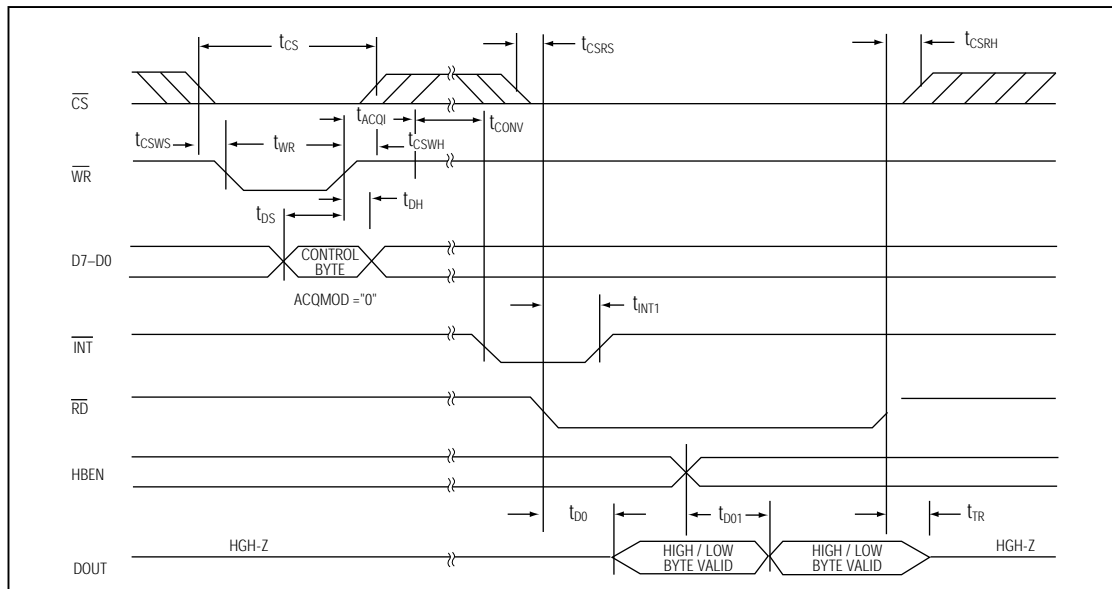 tCS
tCSRS
tCSRH
CS
tACQI
tCONV
tCSWS
tWR
tCSWH
WR
tDS
tDH
D7–D0
CONTROL
BYTE
ACQMOD ="0"
tINT1
INT
RD
HBEN
tD0
tD01
tTR
HGH-Z
HIGH / LOW
BYTE VALID
HIGH / LOW
BYTE VALID
HGH-Z
DOUT